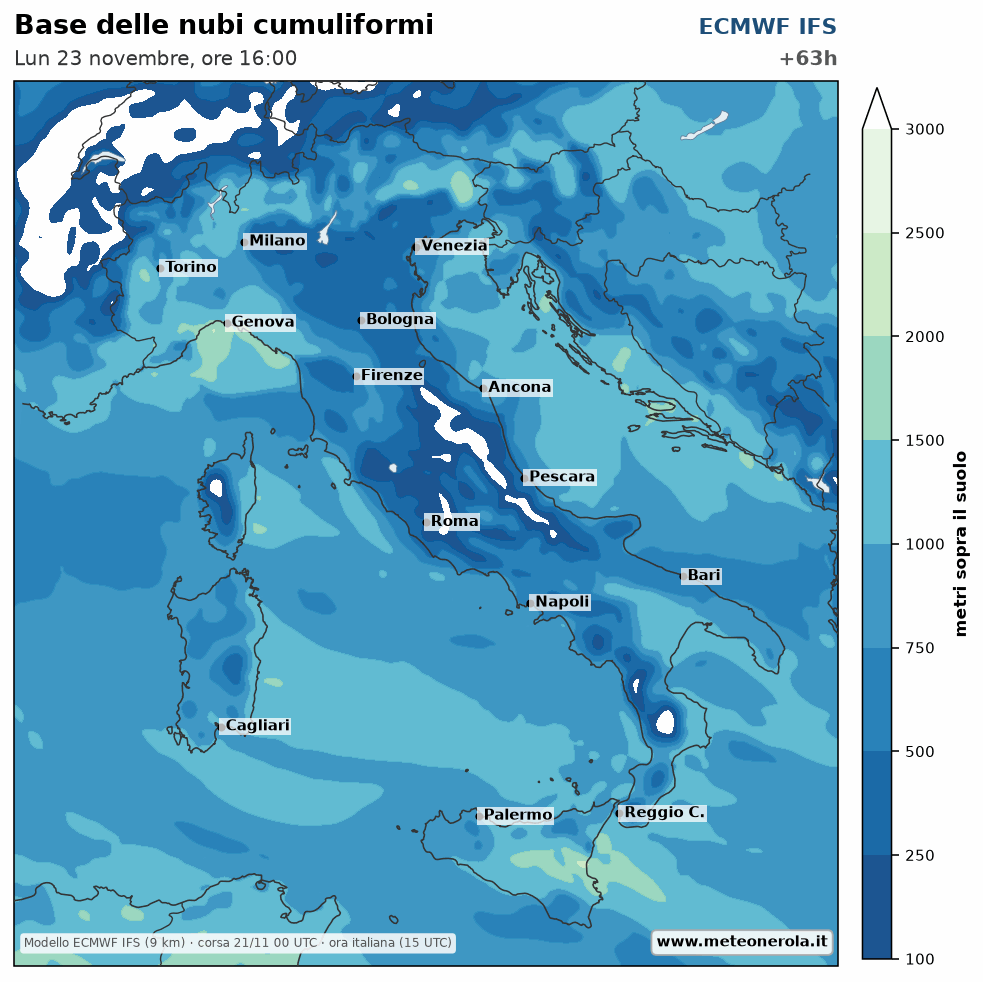 Base delle nubi cumuliformi
ECMWF IFS
Lun 23 novembre, ore 16:00
+63h
Milano
Venezia
Torino
Genova
Bologna
Firenze
Ancona
Pescara
Roma
Bari
Napoli
Cagliari
Palermo
Reggio C.
3000
2500
2000
1500
1000
750
500
250
100
metri sopra il suolo
Modello ECMWF IFS (9 km) · corsa 21/11 00 UTC · ora italiana (15 UTC)
www.meteonerola.it